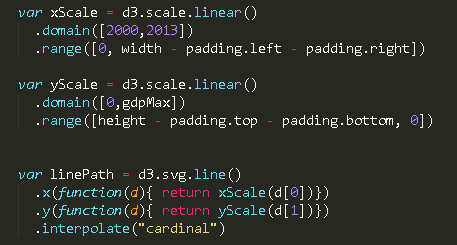 var xScale = d3.scale.linear()
.domain([2000,2013])
.range([0, width - padding.left - padding.right])
var yScale = d3.scale.linear()
.domain([0,gdpMax])
.range([height - padding.top - padding.bottom, 0])
var linePath = d3.svg.line()
.x(function(d){ return xScale(d[0])})
.y(function(d){ return yScale(d[1])})
.interpolate("cardinal")